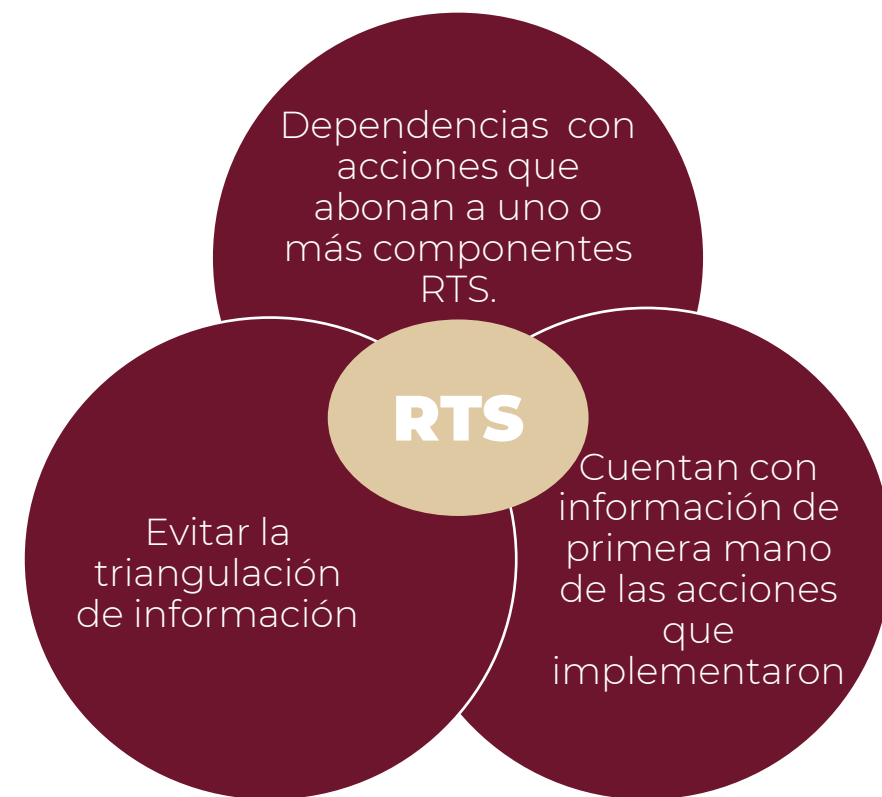 Dependencias con
acciones que
abonan a uno o
más componentes
RTS.
RTS
Evitar la
triangulación
de información
Cuentan con
información de
primera mano
de las acciones
que
implementaron